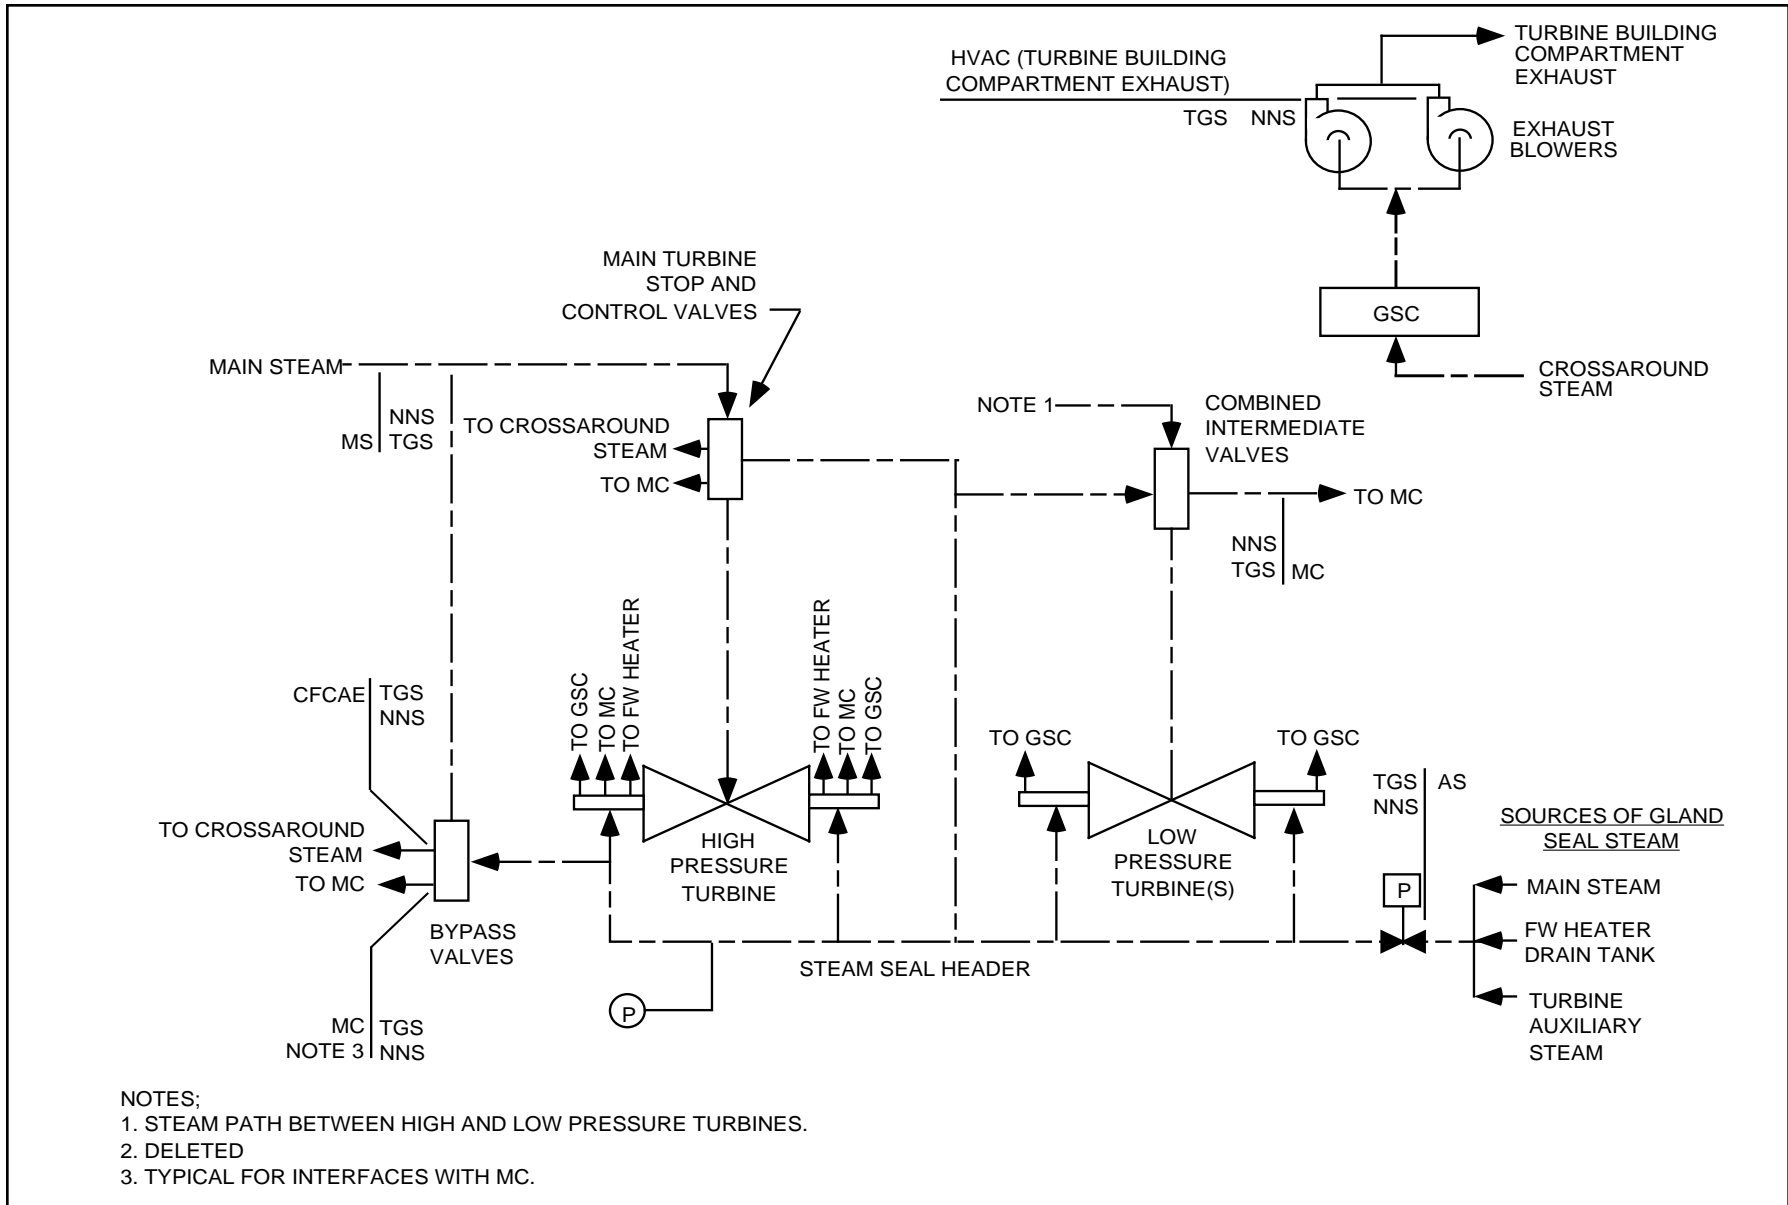 HVAC (TURBINE BUILDING
COMPARTMENT EXHAUST)
TGS NNS
TURBINE BUILDING
COMPARTMENT
EXHAUST
EXHAUST
BLOWERS
GSC
CROSSAROUND
STEAM
MAIN TURBINE
STOP AND
CONTROL VALVES
MAIN STEAM
NNS
MS TGS
TO CROSSAROUND
STEAM
TO MC
NOTE 1
COMBINED
INTERMEDIATE
VALVES
TO MC
NNS
TGS MC
CFCAE TGS
NNS
TO GSC
TO MC
TO FW HEATER
TO FW HEATER
TO MC
TO GSC
TO GSC
TO GSC
TGS AS
NNS
SOURCES OF GLAND
SEAL STEAM
P
MAIN STEAM
FW HEATER
DRAIN TANK
TURBINE
AUXILIARY
STEAM
TO CROSSAROUND
STEAM
TO MC
BYPASS
VALVES
HIGH
PRESSURE
TURBINE
LOW
PRESSURE
TURBINE(S)
STEAM SEAL HEADER
P
MC TGS
NOTE 3 NNS
NOTES;
1. STEAM PATH BETWEEN HIGH AND LOW PRESSURE TURBINES.
2. DELETED
3. TYPICAL FOR INTERFACES WITH MC.